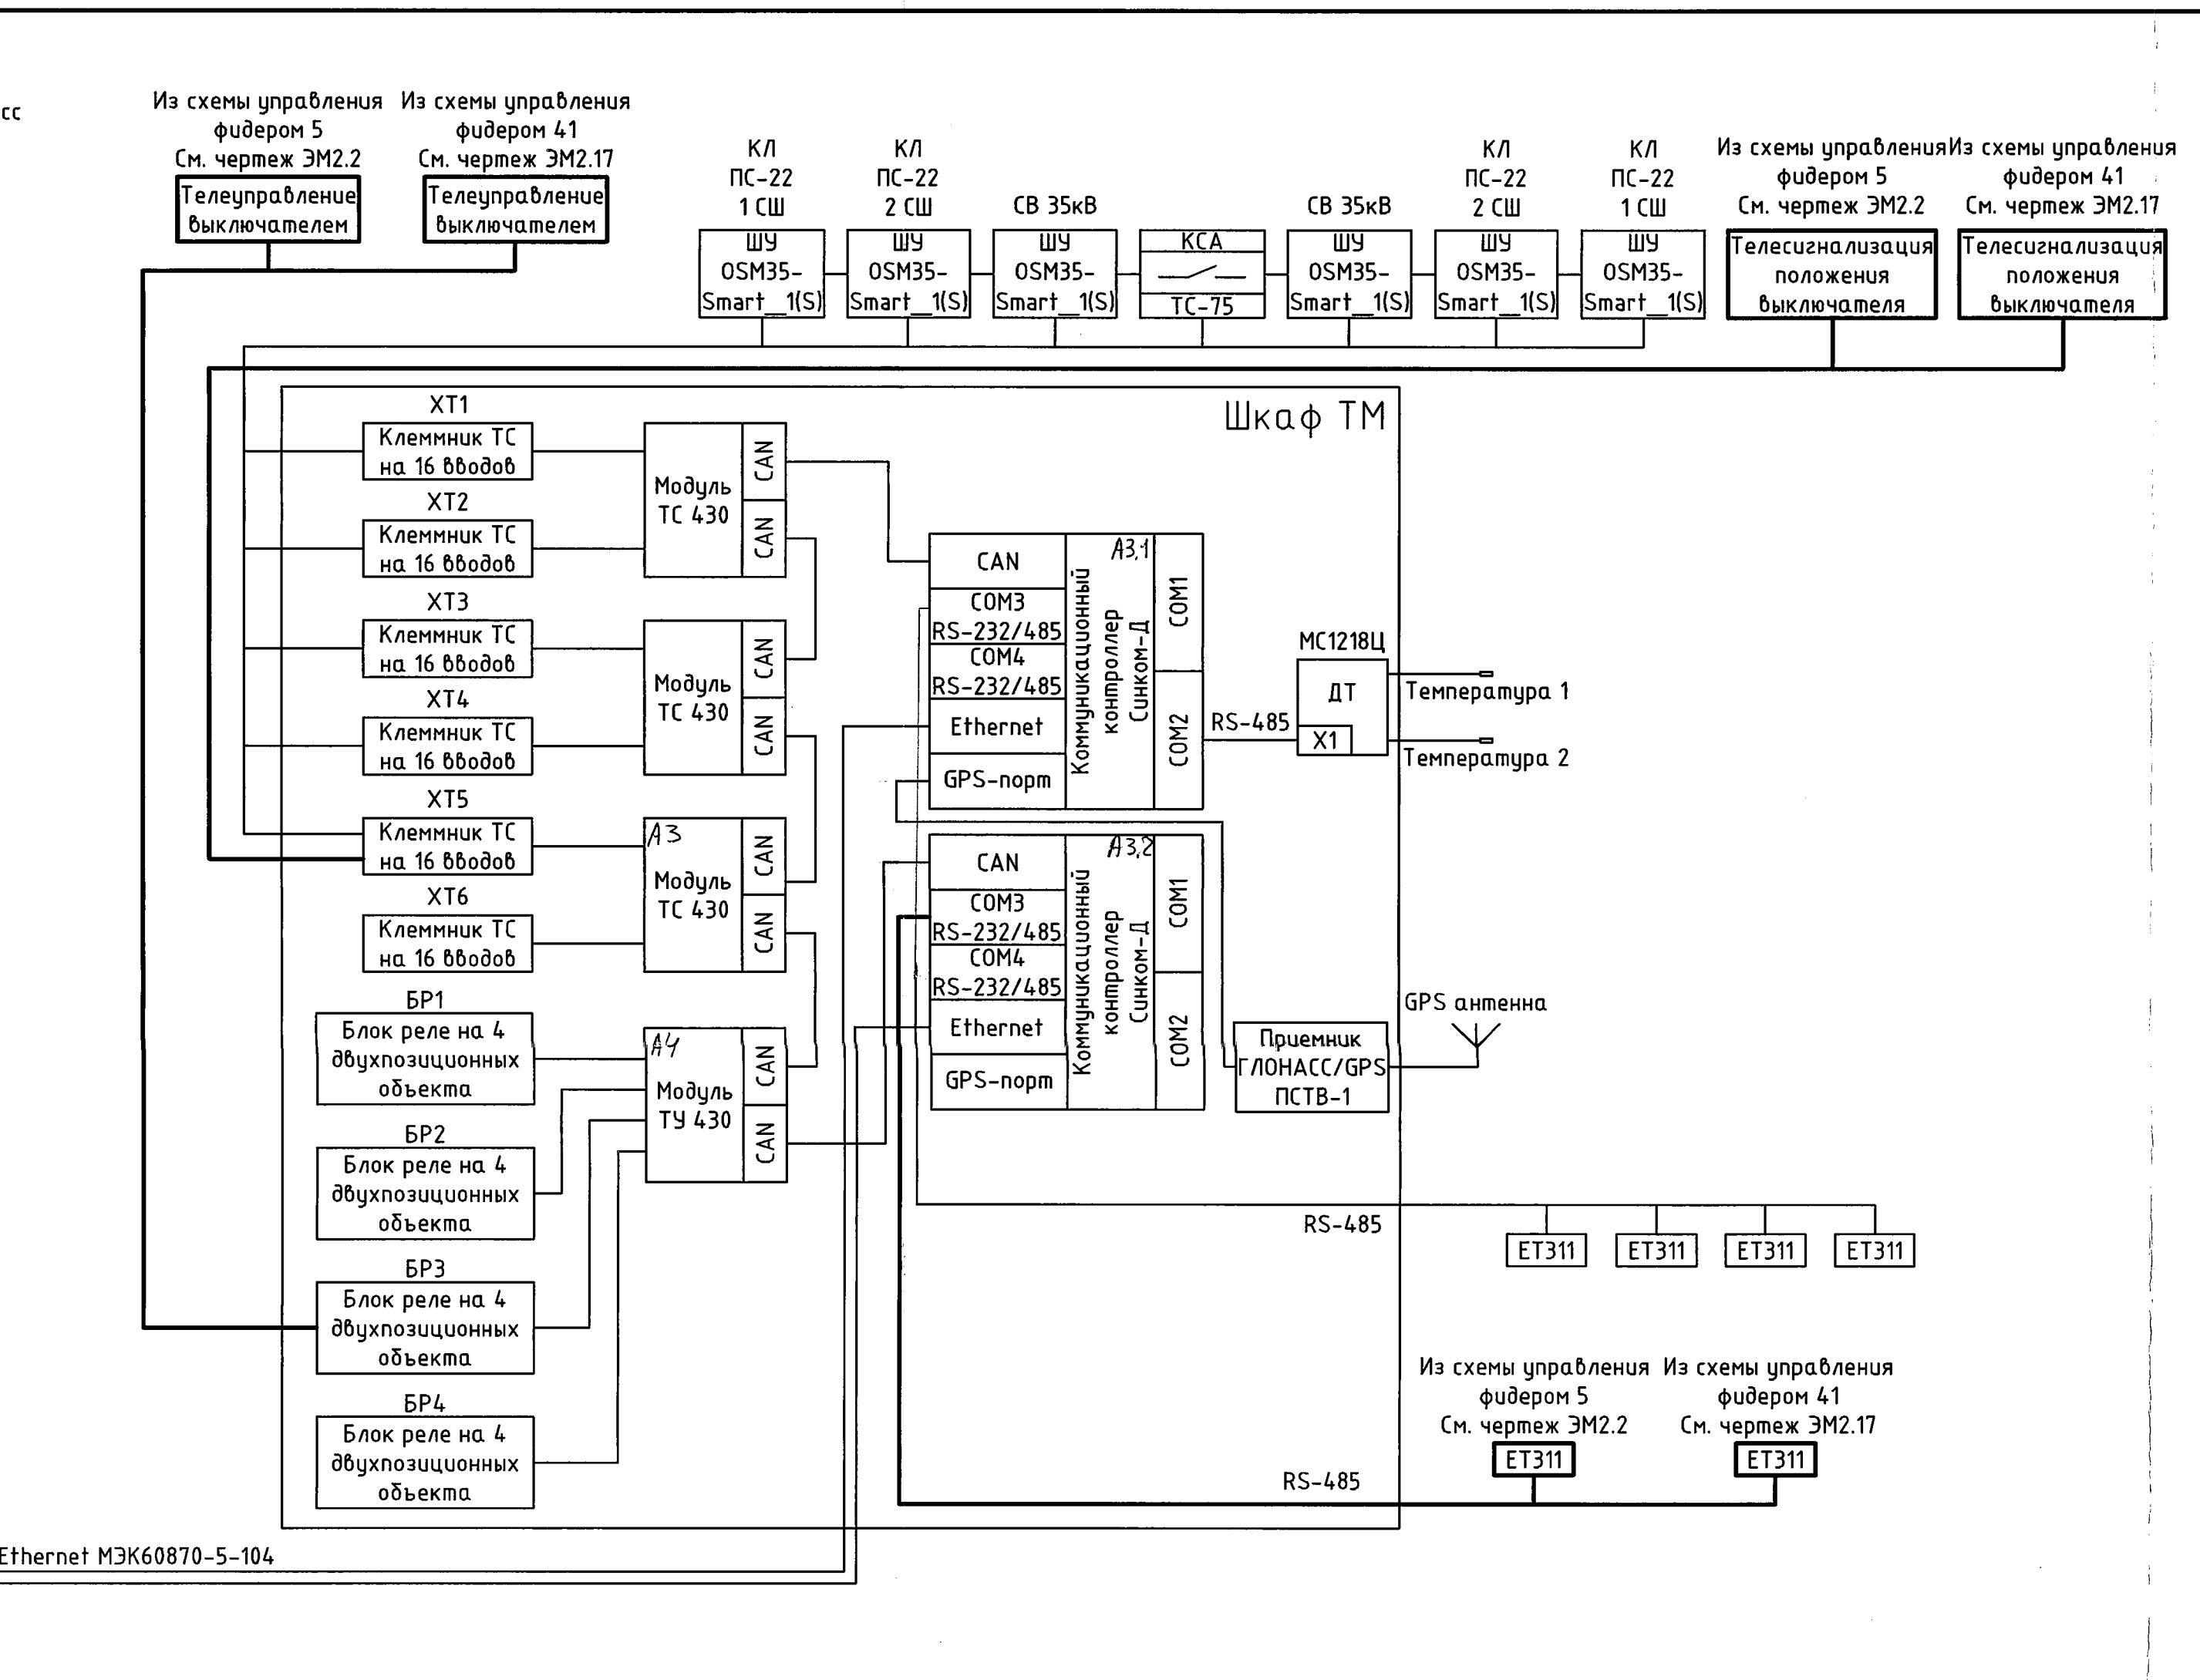 сс
Из схемы управления
фидером 5
См. чертеж ЭМ2.2
Телеуправление
выключателем
Из схемы управления
фидером 41
См. чертеж ЭМ2.17
Телеуправление
выключателем
КЛ
ПС-22
1 СШ
ШУ
OSM35-
Smart_1(S)
КЛ
ПС-22
2 СШ
ШУ
OSM35-
Smart_1(S)
СВ 35кВ
ШУ
OSM35-
Smart_1(S)
КСА
ТС-75
СВ 35кВ
ШУ
OSM35-
Smart_1(S)
КЛ
ПС-22
2 СШ
ШУ
OSM35-
Smart_1(S)
КЛ
ПС-22
1 СШ
ШУ
OSM35-
Smart_1(S)
Из схемы управления
фидером 5
См. чертеж ЭМ2.2
Телесигнализация
положения
выключателя
Из схемы управления
фидером 41
См. чертеж ЭМ2.17
Телесигнализация
положения
выключателя
Шкаф ТМ
ХТ1
Клеммник ТС
на 16 вводов
ХТ2
Клеммник ТС
на 16 вводов
Модуль
ТС 430
CAN
CAN
ХТ3
Клеммник ТС
на 16 вводов
ХТ4
Клеммник ТС
на 16 вводов
Модуль
ТС 430
CAN
CAN
ХТ5
Клеммник ТС
на 16 вводов
ХТ6
Клеммник ТС
на 16 вводов
А3
Модуль
ТС 430
CAN
CAN
БР1
Блок реле на 4
двухпозиционных
объекта
БР2
Блок реле на 4
двухпозиционных
объекта
БР3
Блок реле на 4
двухпозиционных
объекта
БР4
Блок реле на 4
двухпозиционных
объекта
А4
Модуль
ТУ 430
CAN
CAN
CAN
COM3
RS-232/485
COM4
RS-232/485
Ethernet
GPS-порт
Коммуникационный
контроллер
Синком-Д
А3,1
COM1
COM2
CAN
COM3
RS-232/485
COM4
RS-232/485
Ethernet
GPS-порт
Коммуникационный
контроллер
Синком-Д
А3,2
COM1
COM2
RS-485
МС1218Ц
ДТ
X1
Температура 1
Температура 2
GPS антенна
Приемник
ГЛОНАСС/GPS
ПСТВ-1
RS-485
ET311
ET311
ET311
ET311
Из схемы управления
фидером 5
См. чертеж ЭМ2.2
ET311
Из схемы управления
фидером 41
См. чертеж ЭМ2.17
ET311
RS-485
Ethernet МЭК60870-5-104